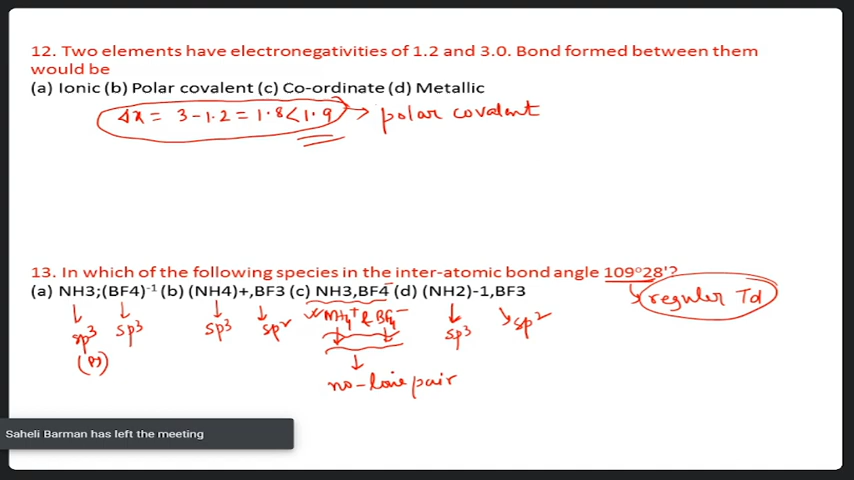 12. Two elements have electronegativities of 1.2 and 3.0. Bond formed between them
would be
(a) Ionic (b) Polar covalent (c) Co-ordinate (d) Metallic
Δx = 3-1.2 = 1.8 < 1.9 → polar covalent
13. In which of the following species in the inter-atomic bond angle 109°28'?
(a) NH3;(BF4)⁻¹ (b) (NH4)+,BF3 (c) NH3,BF4⁻ (d) (NH2)-1,BF3
regular Td
NH₄⁺ & BF₄⁻
sp³ sp³ sp³ sp² sp³ sp²
no-lone pair
Saheli Barman has left the meeting